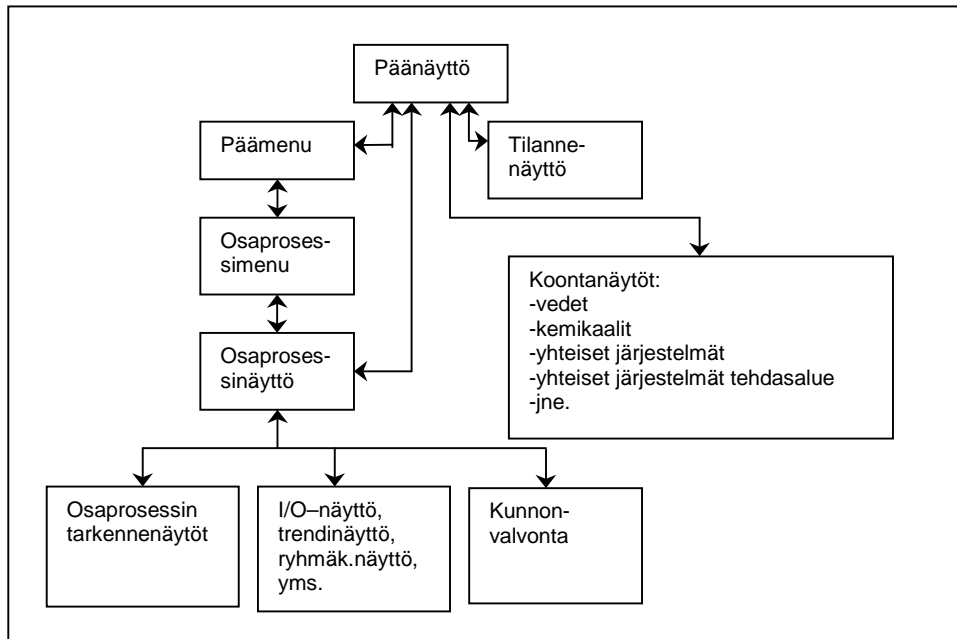 Päänäyttö
Päämenu
Tilanne-
näyttö
Osaproses-
simenu
Koontanäytöt:
-vedet
-kemikaalit
-yhteiset järjestelmät
-yhteiset järjestelmät tehdasalue
-jne.
Osaproses-
sinäyttö
Osaprosessin
tarkennenäytöt
I/O–näyttö,
trendinäyttö,
ryhmäk.näyttö,
yms.
Kunnon-
valvonta